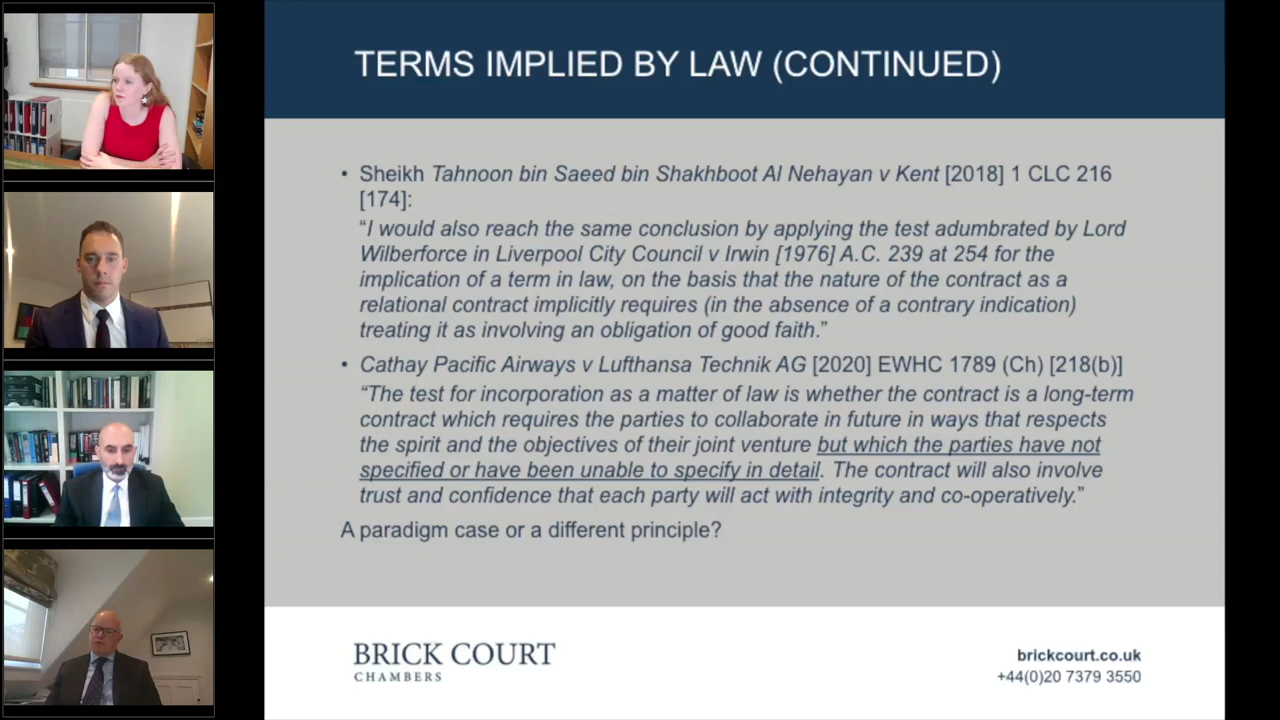 TERMS IMPLIED BY LAW (CONTINUED)
• Sheikh Tahnoon bin Saeed bin Shakhboot Al Nehayan v Kent [2018] 1 CLC 216
[174]:
“I would also reach the same conclusion by applying the test adumbrated by Lord
Wilberforce in Liverpool City Council v Irwin [1976] A.C. 239 at 254 for the
implication of a term in law, on the basis that the nature of the contract as a
relational contract implicitly requires (in the absence of a contrary indication)
treating it as involving an obligation of good faith.”
• Cathay Pacific Airways v Lufthansa Technik AG [2020] EWHC 1789 (Ch) [218(b)]
“The test for incorporation as a matter of law is whether the contract is a long-term
contract which requires the parties to collaborate in future in ways that respects
the spirit and the objectives of their joint venture but which the parties have not
specified or have been unable to specify in detail. The contract will also involve
trust and confidence that each party will act with integrity and co-operatively.”
A paradigm case or a different principle?
BRICK COURT
CHAMBERS
brickcourt.co.uk
+44(0)20 7379 3550